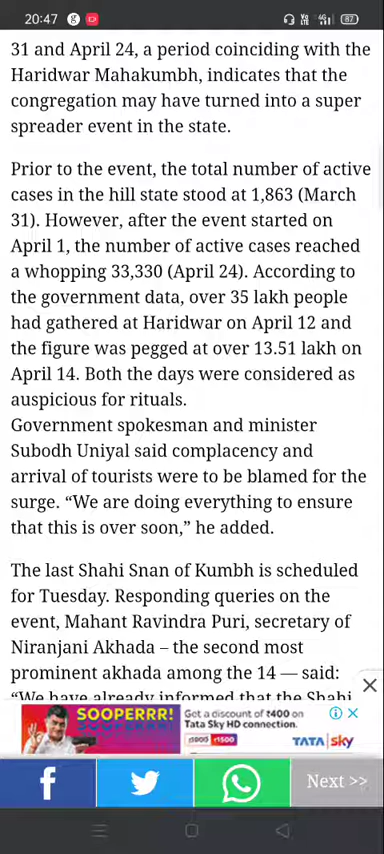 20:47
87
31 and April 24, a period coinciding with the
Haridwar Mahakumbh, indicates that the
congregation may have turned into a super
spreader event in the state.
Prior to the event, the total number of active
cases in the hill state stood at 1,863 (March
31). However, after the event started on
April 1, the number of active cases reached
a whopping 33,330 (April 24). According to
the government data, over 35 lakh people
had gathered at Haridwar on April 12 and
the figure was pegged at over 13.51 lakh on
April 14. Both the days were considered as
auspicious for rituals.
Government spokesman and minister
Subodh Uniyal said complacency and
arrival of tourists were to be blamed for the
surge. “We are doing everything to ensure
that this is over soon,” he added.
The last Shahi Snan of Kumbh is scheduled
for Tuesday. Responding queries on the
event, Mahant Ravindra Puri, secretary of
Niranjani Akhada – the second most
prominent akhada among the 14 — said:
“We have already informed that the Shahi
SOOPERRR!
Get a discount of ₹400 on
Tata Sky HD connection.
₹1500
TATA sky
Next >>